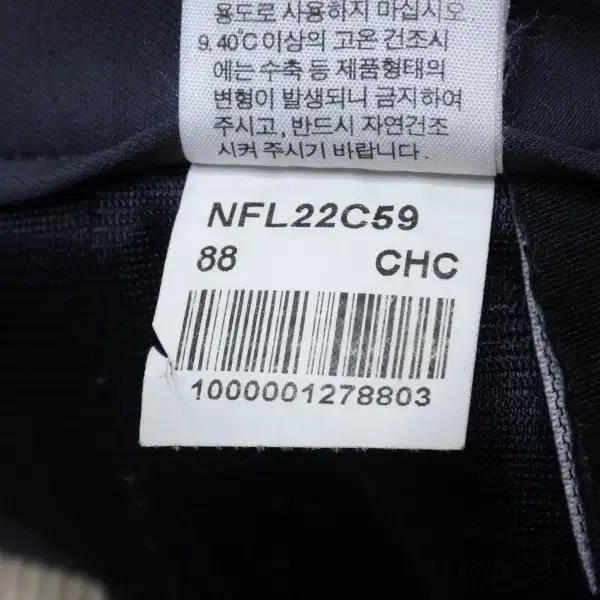 용도로 사용하지 마십시오.
9. 40℃이상의 고온 건조시
에는 수축 등 제품형태의
변형이 발생되니 금지하여
주시고, 반드시 자연건조
시켜 주시기 바랍니다.
NFL22C59
88 CHC
1000001278803